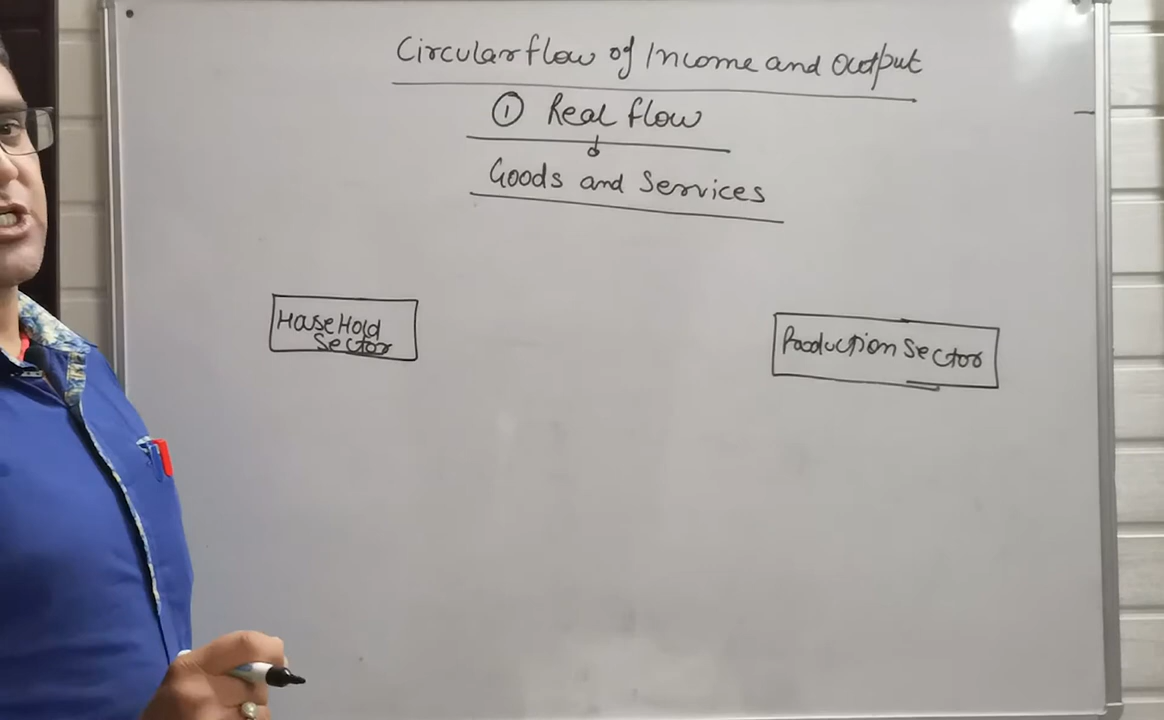 Circular flow of Income and Output
① Real flow
Goods and Services
HouseHold
Sector
Production Sector